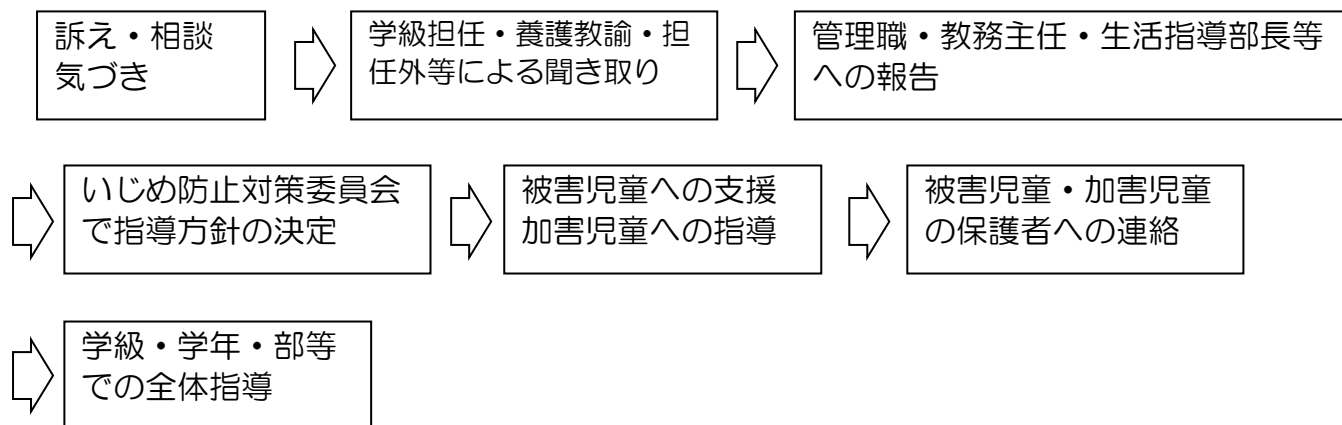 訴え・相談
気づき
学級担任・養護教諭・担
任外等による聞き取り
管理職・教務主任・生活指導部長等
への報告
いじめ防止対策委員会
で指導方針の決定
被害児童への支援
加害児童への指導
被害児童・加害児童
の保護者への連絡
学級・学年・部等
での全体指導